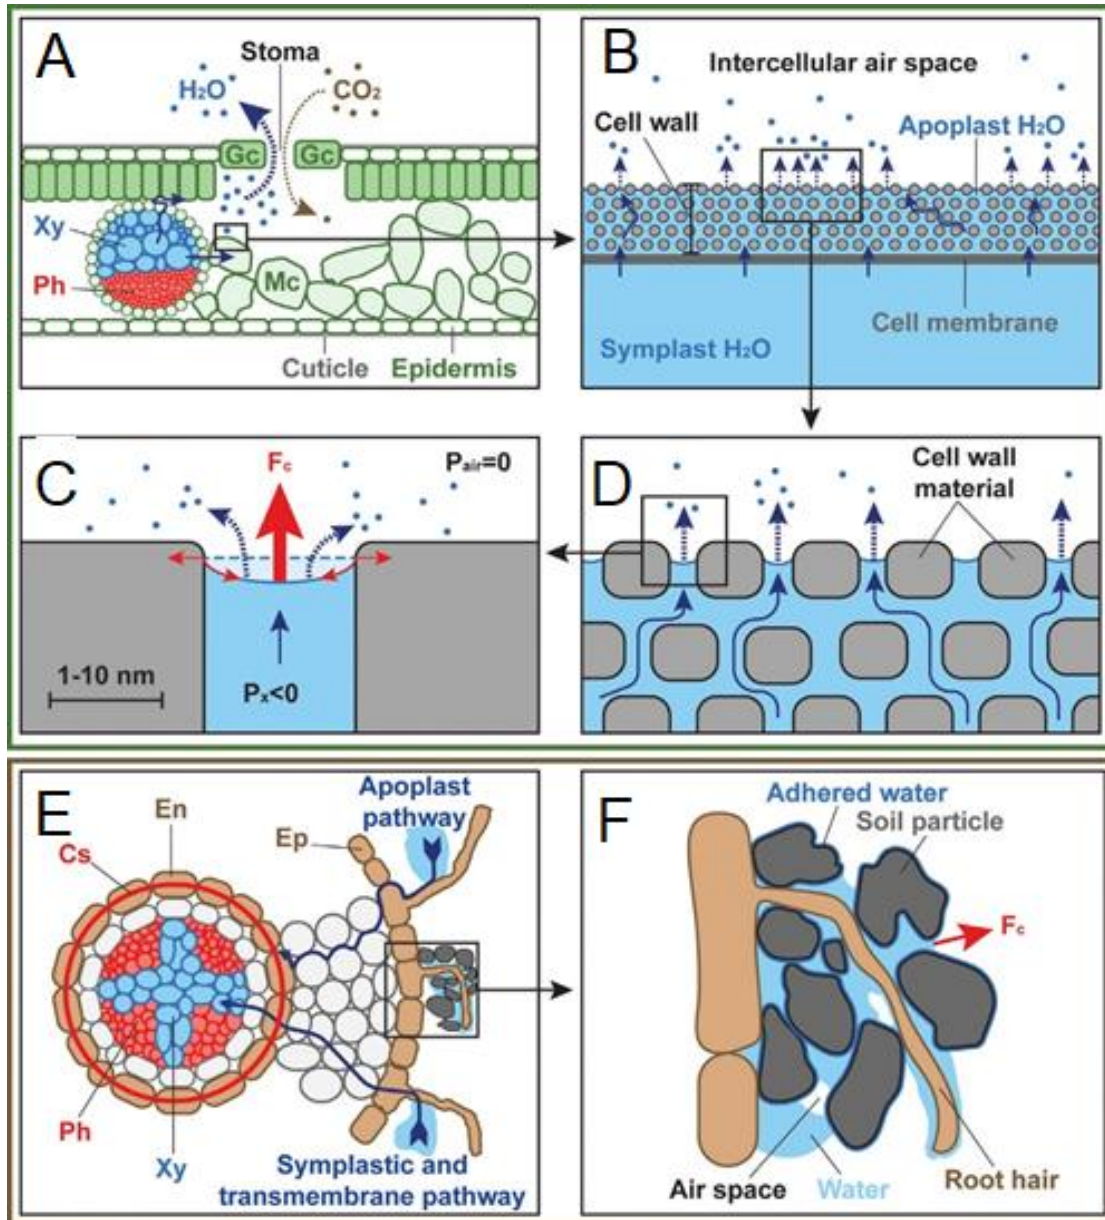 A
Stoma
H₂O
CO₂
Gc
Gc
Xy
Ph
Mc
Cuticle
Epidermis
B
Intercellular air space
Cell wall
Apoplast H₂O
Cell membrane
Symplast H₂O
C
Fc
Pair=0
1-10 nm
Px<0
D
Cell wall
material
E
En
Cs
Ep
Apoplast
pathway
Ph
Xy
Symplastic and
transmembrane pathway
F
Adhered water
Soil particle
Fc
Air space
Water
Root hair